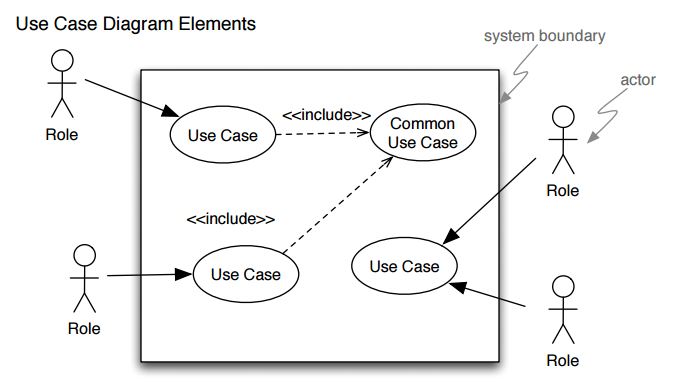 Use Case Diagram Elements
system boundary
actor
<<include>>
Use Case
Common
Use Case
Role
Role
<<include>>
Use Case
Use Case
Role
Role